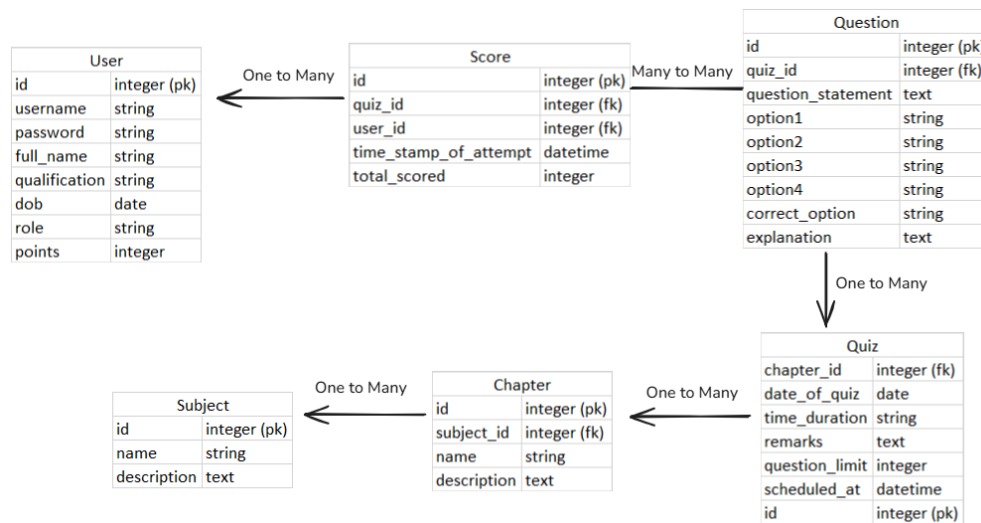 User
id integer (pk)
username string
password string
full_name string
qualification string
dob date
role string
points integer
One to Many
Score
id integer (pk)
quiz_id integer (fk)
user_id integer (fk)
time_stamp_of_attempt datetime
total_scored integer
Many to Many
Question
id integer (pk)
quiz_id integer (fk)
question_statement text
option1 string
option2 string
option3 string
option4 string
correct_option string
explanation text
One to Many
Subject
id integer (pk)
name string
description text
One to Many
Chapter
id integer (pk)
subject_id integer (fk)
name string
description text
One to Many
Quiz
chapter_id integer (fk)
date_of_quiz date
time_duration string
remarks text
question_limit integer
scheduled_at datetime
id integer (pk)